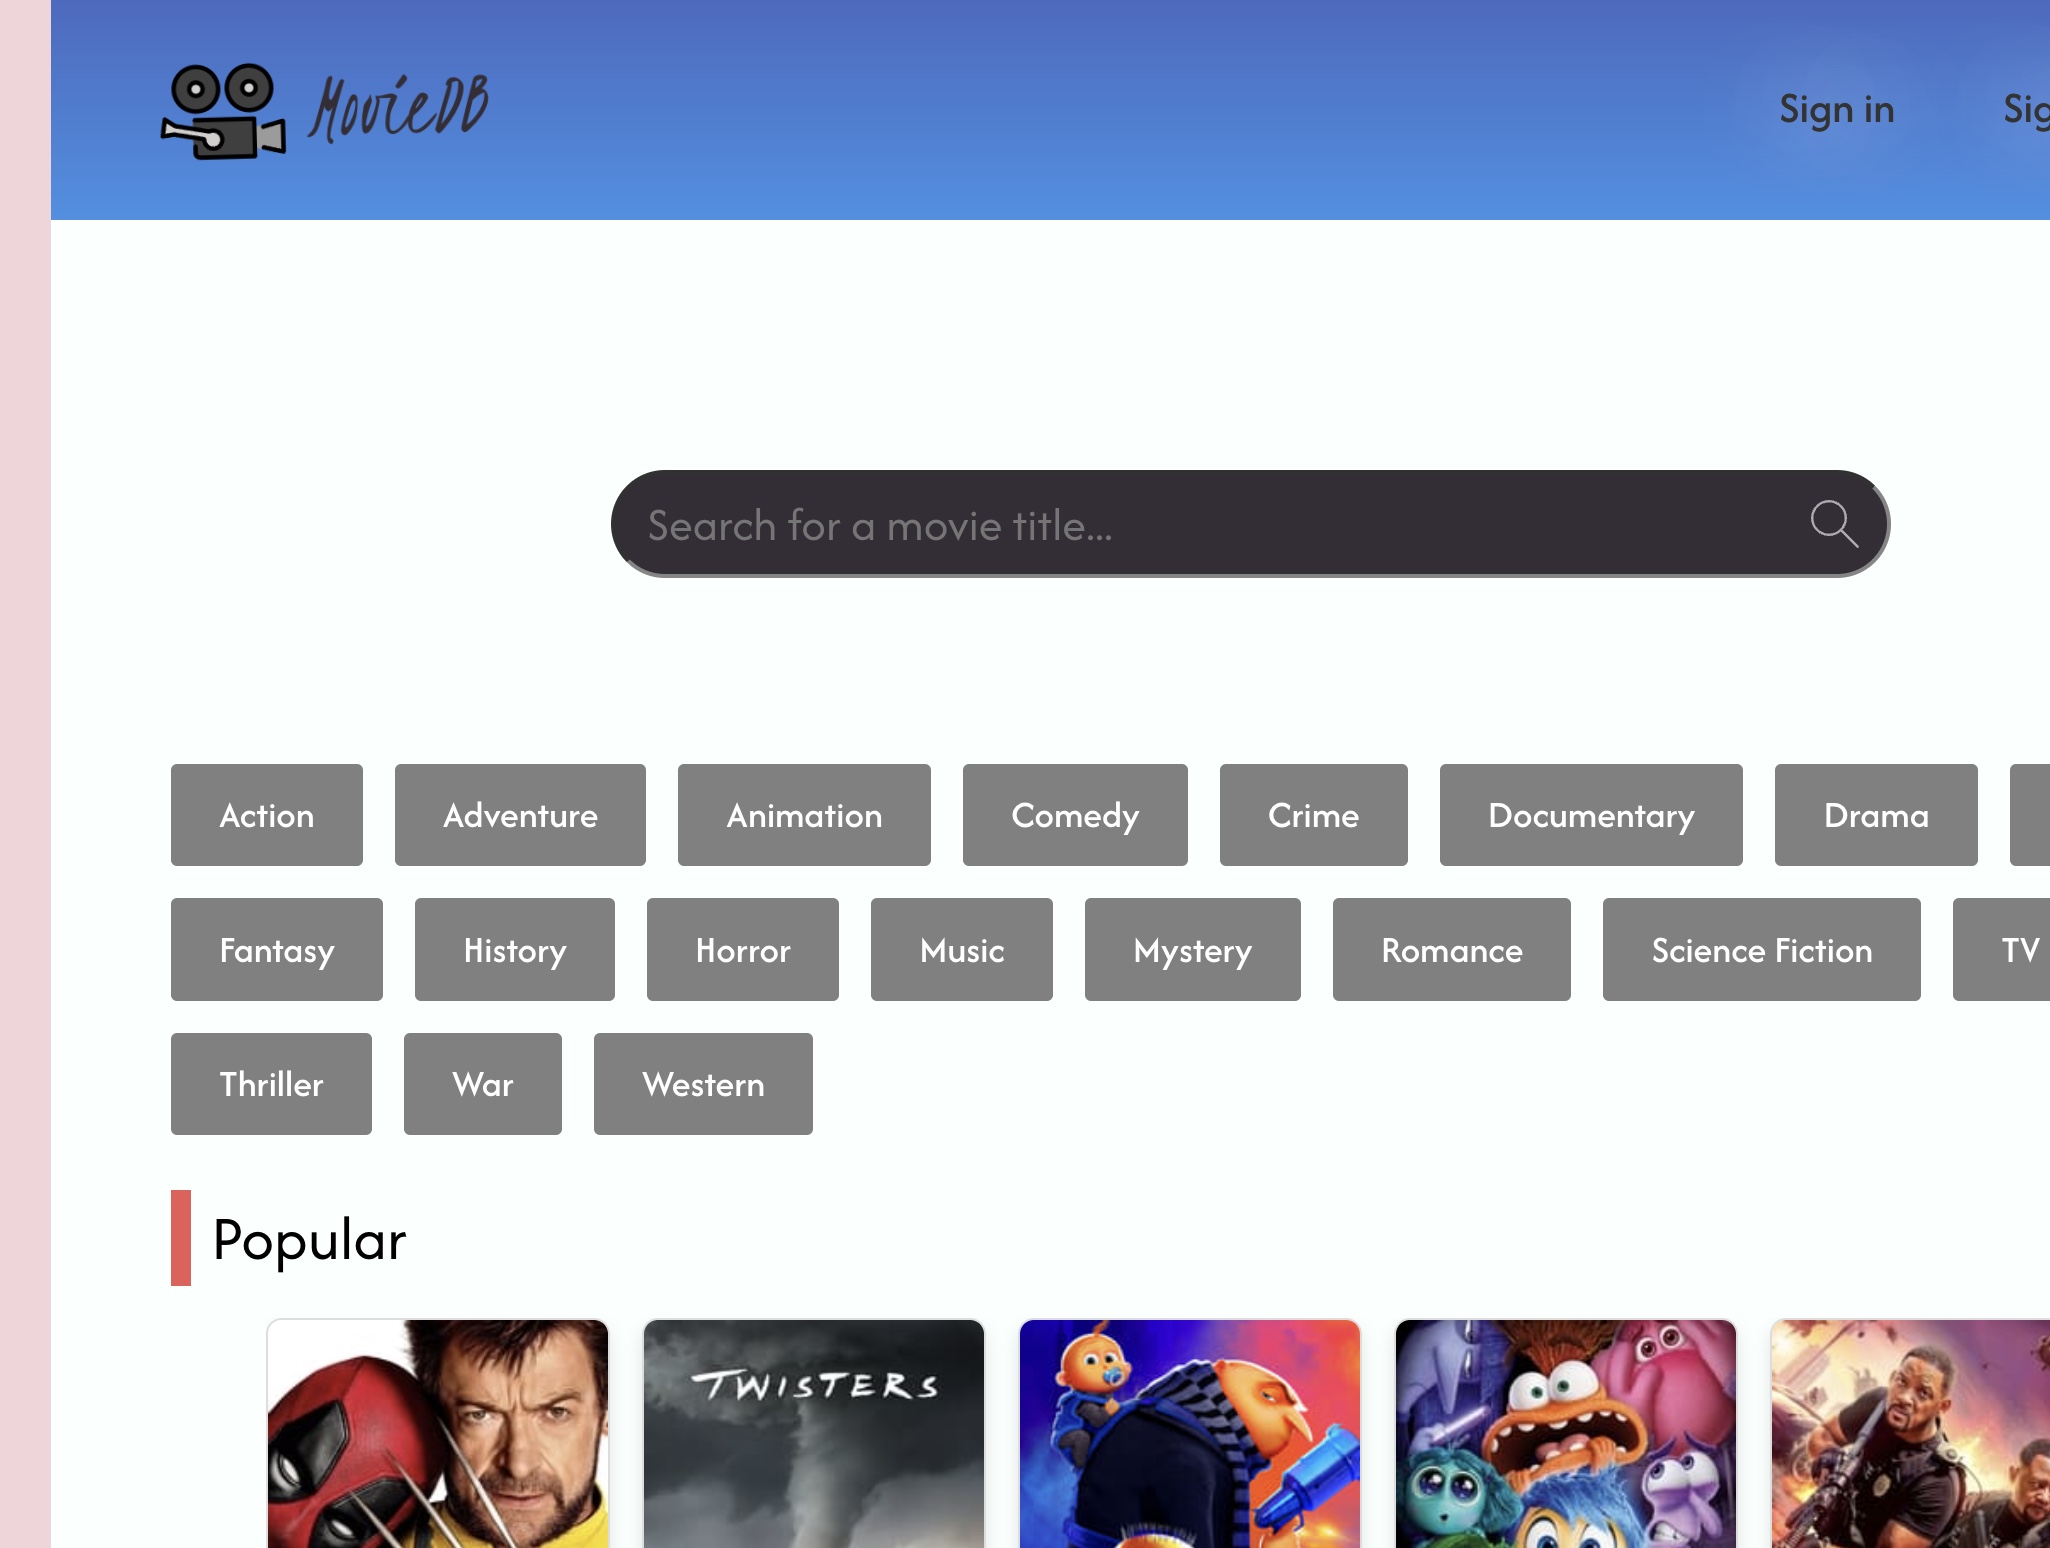 MovieDB
Sign in
Search for a movie title...
Action Adventure Animation Comedy Crime Documentary Drama
Fantasy History Horror Music Mystery Romance Science Fiction TV
Thriller War Western
Popular
TWISTERS